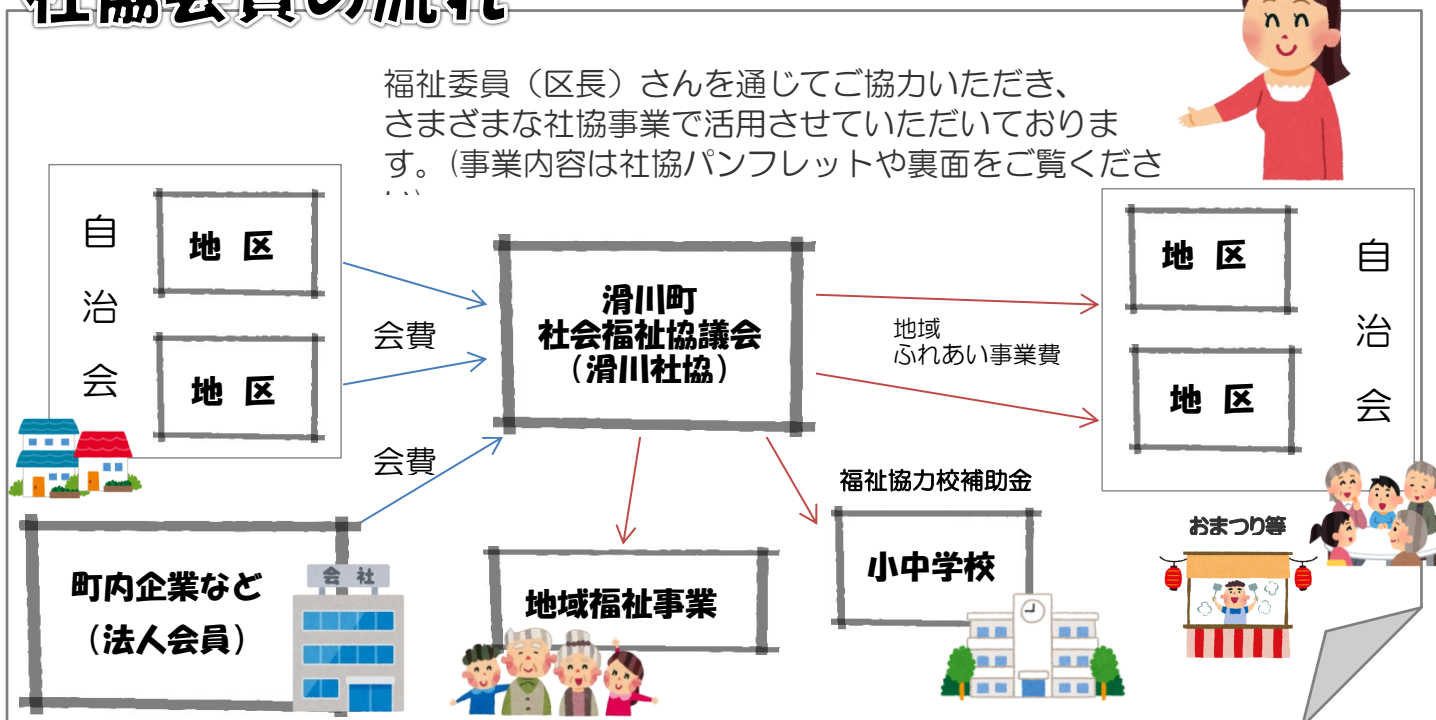 社協会費の流れ
福祉委員（区長）さんを通じてご協力いただき、
さまざまな社協事業で活用させていただいておりま
す。（事業内容は社協パンフレットや裏面をご覧くださ
自治会
地 区
地 区
会費
会費
滑川町
社会福祉協議会
（滑川社協）
地域
ふれあい事業費
地 区
地 区
自治会
福祉協力校補助金
おまつり等
町内企業など
（法人会員）
会 社
地域福祉事業
小中学校